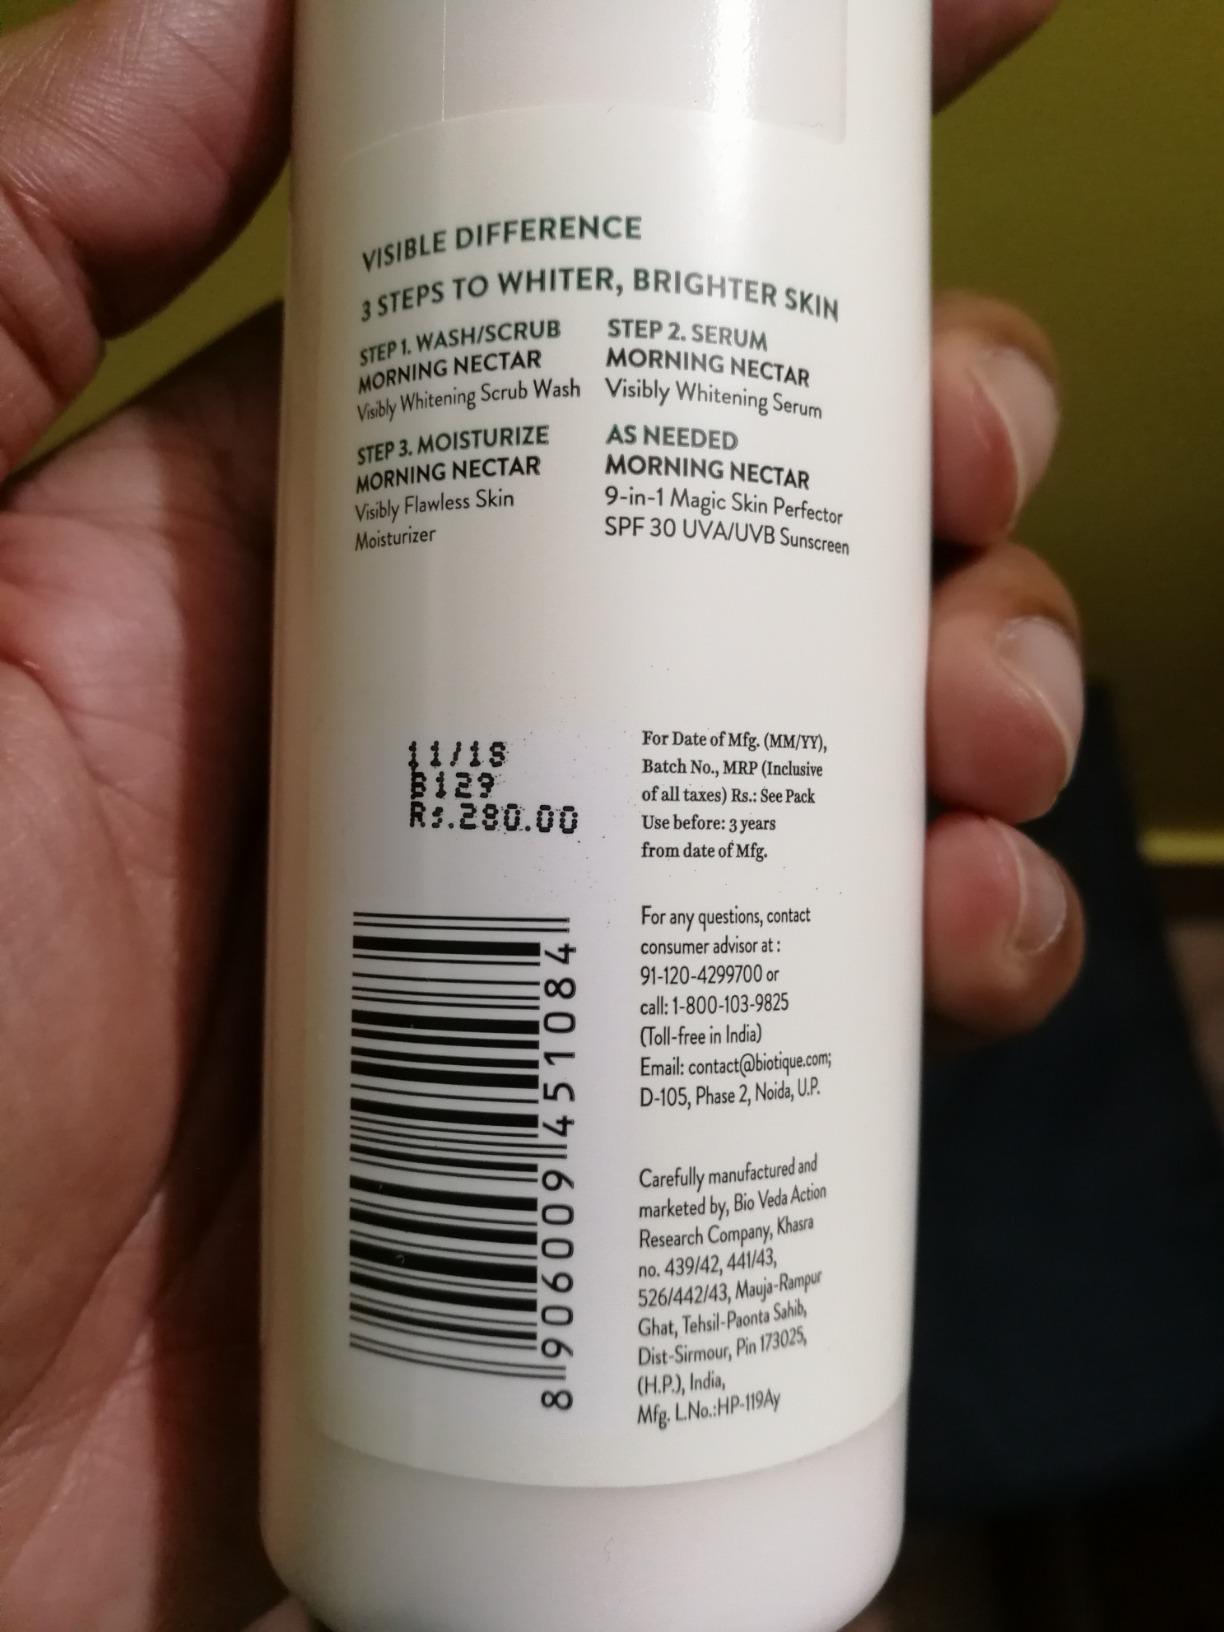 VISIBLE DIFFERENCE
3 STEPS TO WHITER, BRIGHTER SKIN
STEP 1. WASH/SCRUB
MORNING NECTAR
Visibly Whitening Scrub Wash
STEP 2. SERUM
MORNING NECTAR
Visibly Whitening Serum
STEP 3. MOISTURIZE
MORNING NECTAR
Visibly Flawless Skin
Moisturizer
AS NEEDED
MORNING NECTAR
9-in-1 Magic Skin Perfector
SPF 30 UVA/UVB Sunscreen
11/18
B129
Rs.280.00
For Date of Mfg. (MM/YY),
Batch No., MRP (Inclusive
of all taxes) Rs.: See Pack
Use before: 3 years
from date of Mfg.
8906009451084
For any questions, contact
consumer advisor at :
91-120-4299700 or
call: 1-800-103-9825
(Toll-free in India)
Email: contact@biotique.com;
D-105, Phase 2, Noida, U.P.
Carefully manufactured and
marketed by, Bio Veda Action
Research Company, Khasra
no. 439/42, 441/43,
526/442/43, Mauja-Rampur
Ghat, Tehsil-Paonta Sahib,
Dist-Sirmour, Pin 173025,
(H.P.), India,
Mfg. L.No.:HP-119Ay